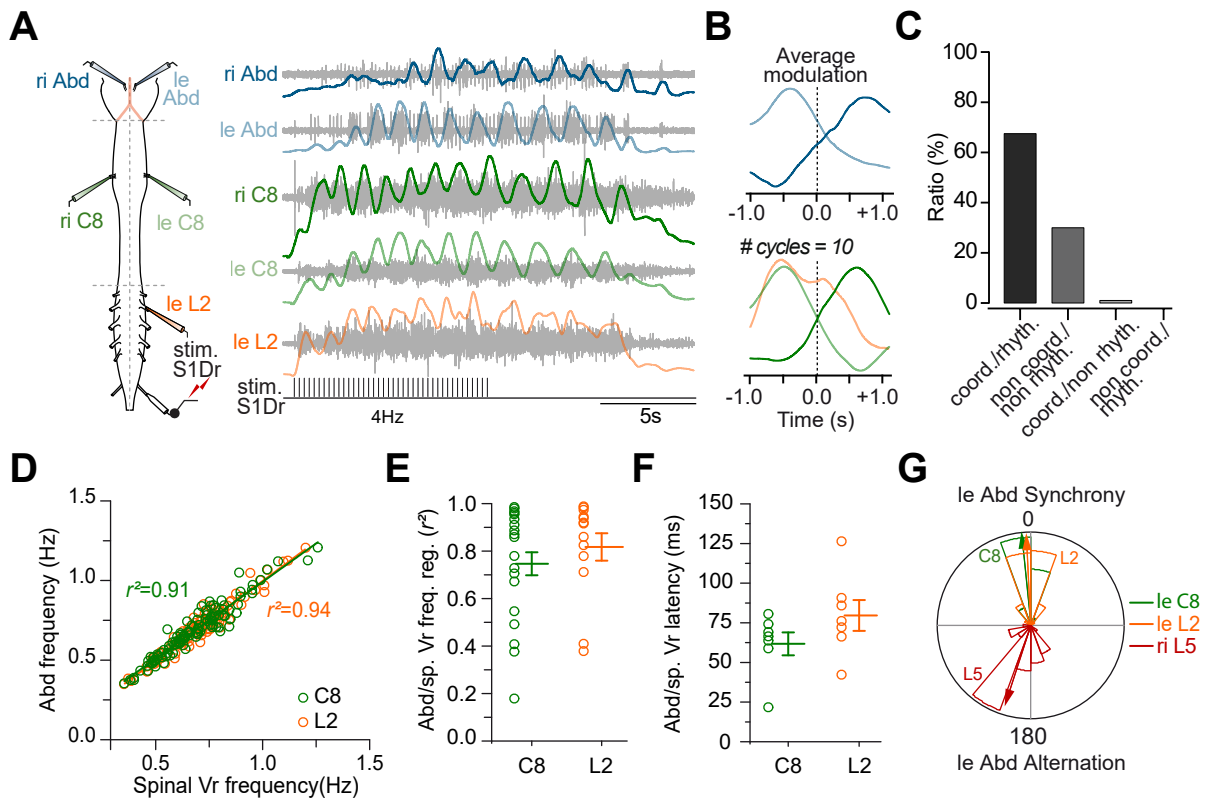 A
ri Abd
le
Abd
ri C8
le C8
le L2
stim.
S1Dr
ri Abd
le Abd
ri C8
le C8
le L2
stim.
S1Dr
4Hz
5s
B
Average
modulation
-1.0 0.0 +1.0
# cycles = 10
-1.0 0.0 +1.0
Time (s)
C
Ratio (%)
100
80
60
40
20
0
coord./rhyth.
non coord./
non rhyth.
coord./non rhyth.
non coord./
rhyth.
D
Abd frequency (Hz)
1.5
1.0
0.5
0.0
r²=0.91
r²=0.94
C8
L2
0.5 1.0 1.5
Spinal Vr frequency(Hz)
E
Abd/sp. Vr freq. reg. (r²)
1.0
0.8
0.6
0.4
0.2
0.0
C8 L2
F
Abd/sp. Vr latency (ms)
150
125
100
75
50
25
0
C8 L2
G
le Abd Synchrony
0
C8
L2
L5
le C8
le L2
ri L5
180
le Abd Alternation